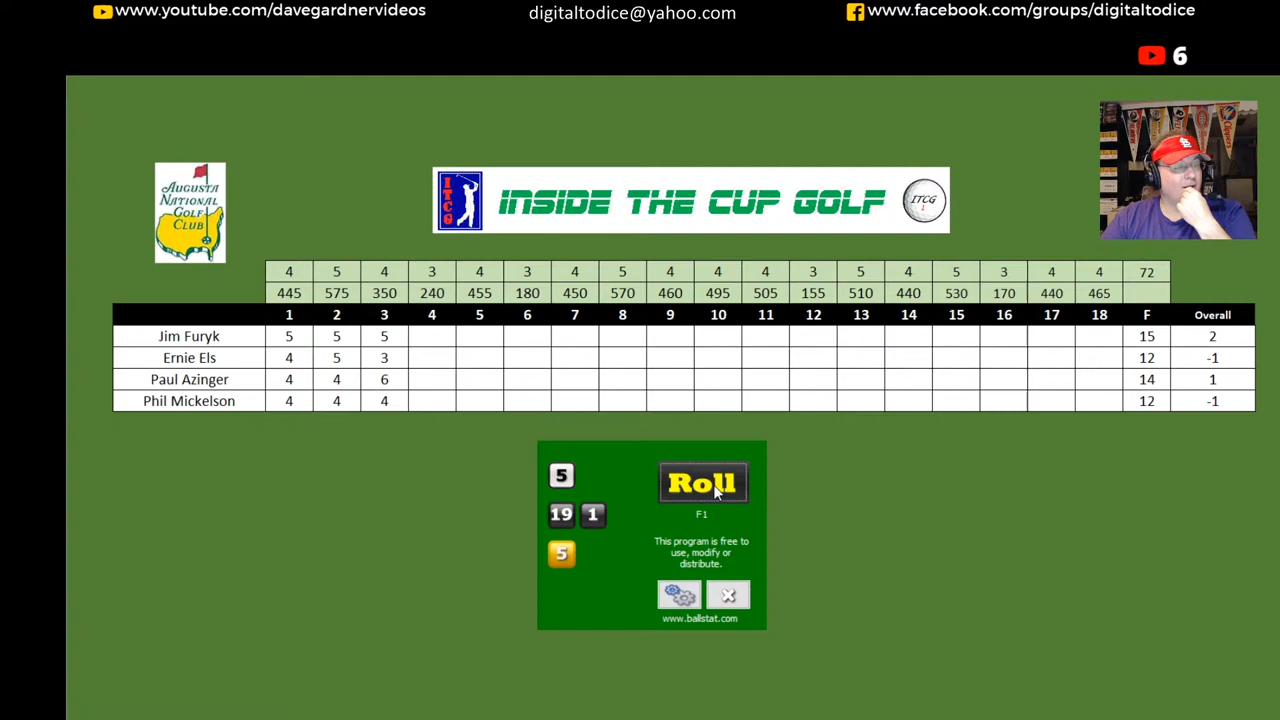 www.youtube.com/davegardnervideos digitaltodice@yahoo.com www.facebook.com/groups/digitaltodice
6
AUGUSTA
NATIONAL
GOLF
CLUB
ITCG INSIDE THE CUP GOLF ITCG
1
4 5 4 3 4 3 4 5 4 4 4 3 5 4 5 3 4 4 72
445 575 350 240 455 180 450 570 460 495 505 155 510 440 530 170 440 465
1 2 3 4 5 6 7 8 9 10 11 12 13 14 15 16 17 18 F Overall
Jim Furyk 5 5 5 15 2
Ernie Els 4 5 3 12 -1
Paul Azinger 4 4 6 14 1
Phil Mickelson 4 4 4 12 -1
5 Roll
19 1 F1
5
This program is free to
use, modify or
distribute.
www.ballstat.com